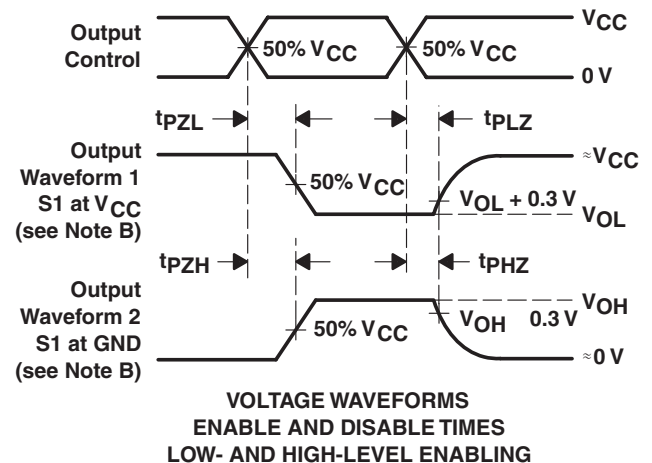 Output
Control
50% VCC
50% VCC
VCC
0 V
tPZL
tPLZ
Output
Waveform 1
S1 at VCC
(see Note B)
50% VCC
≈VCC
VOL + 0.3 V
VOL
tPZH
tPHZ
Output
Waveform 2
S1 at GND
(see Note B)
50% VCC
VOH
VOH 0.3 V
≈0 V
VOLTAGE WAVEFORMS
ENABLE AND DISABLE TIMES
LOW- AND HIGH-LEVEL ENABLING